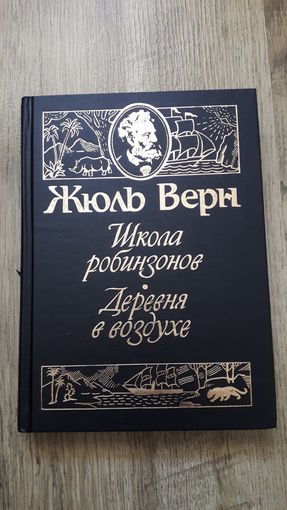 Жюль Верн
Школа
робинзонов
•
Деревня
в воздухе